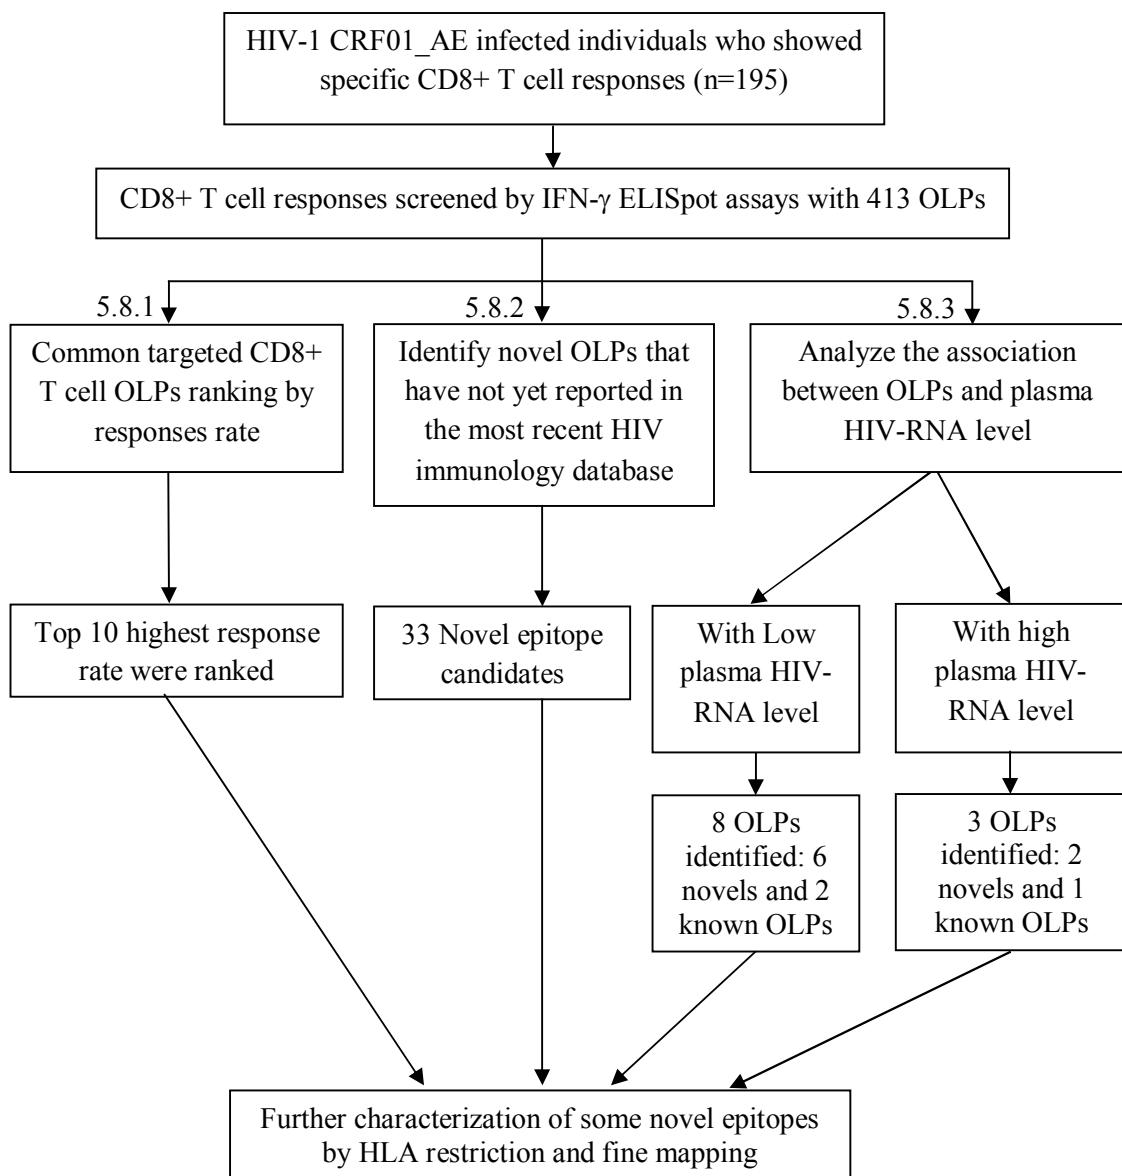 HIV-1 CRF01_AE infected individuals who showed
specific CD8+ T cell responses (n=195)
CD8+ T cell responses screened by IFN-γ ELISpot assays with 413 OLPs
5.8.1
Common targeted CD8+
T cell OLPs ranking by
responses rate
5.8.2
Identify novel OLPs that
have not yet reported in
the most recent HIV
immunology database
5.8.3
Analyze the association
between OLPs and plasma
HIV-RNA level
Top 10 highest response
rate were ranked
33 Novel epitope
candidates
With Low
plasma HIV-
RNA level
With high
plasma HIV-
RNA level
8 OLPs
identified: 6
novels and 2
known OLPs
3 OLPs
identified: 2
novels and 1
known OLPs
Further characterization of some novel epitopes
by HLA restriction and fine mapping